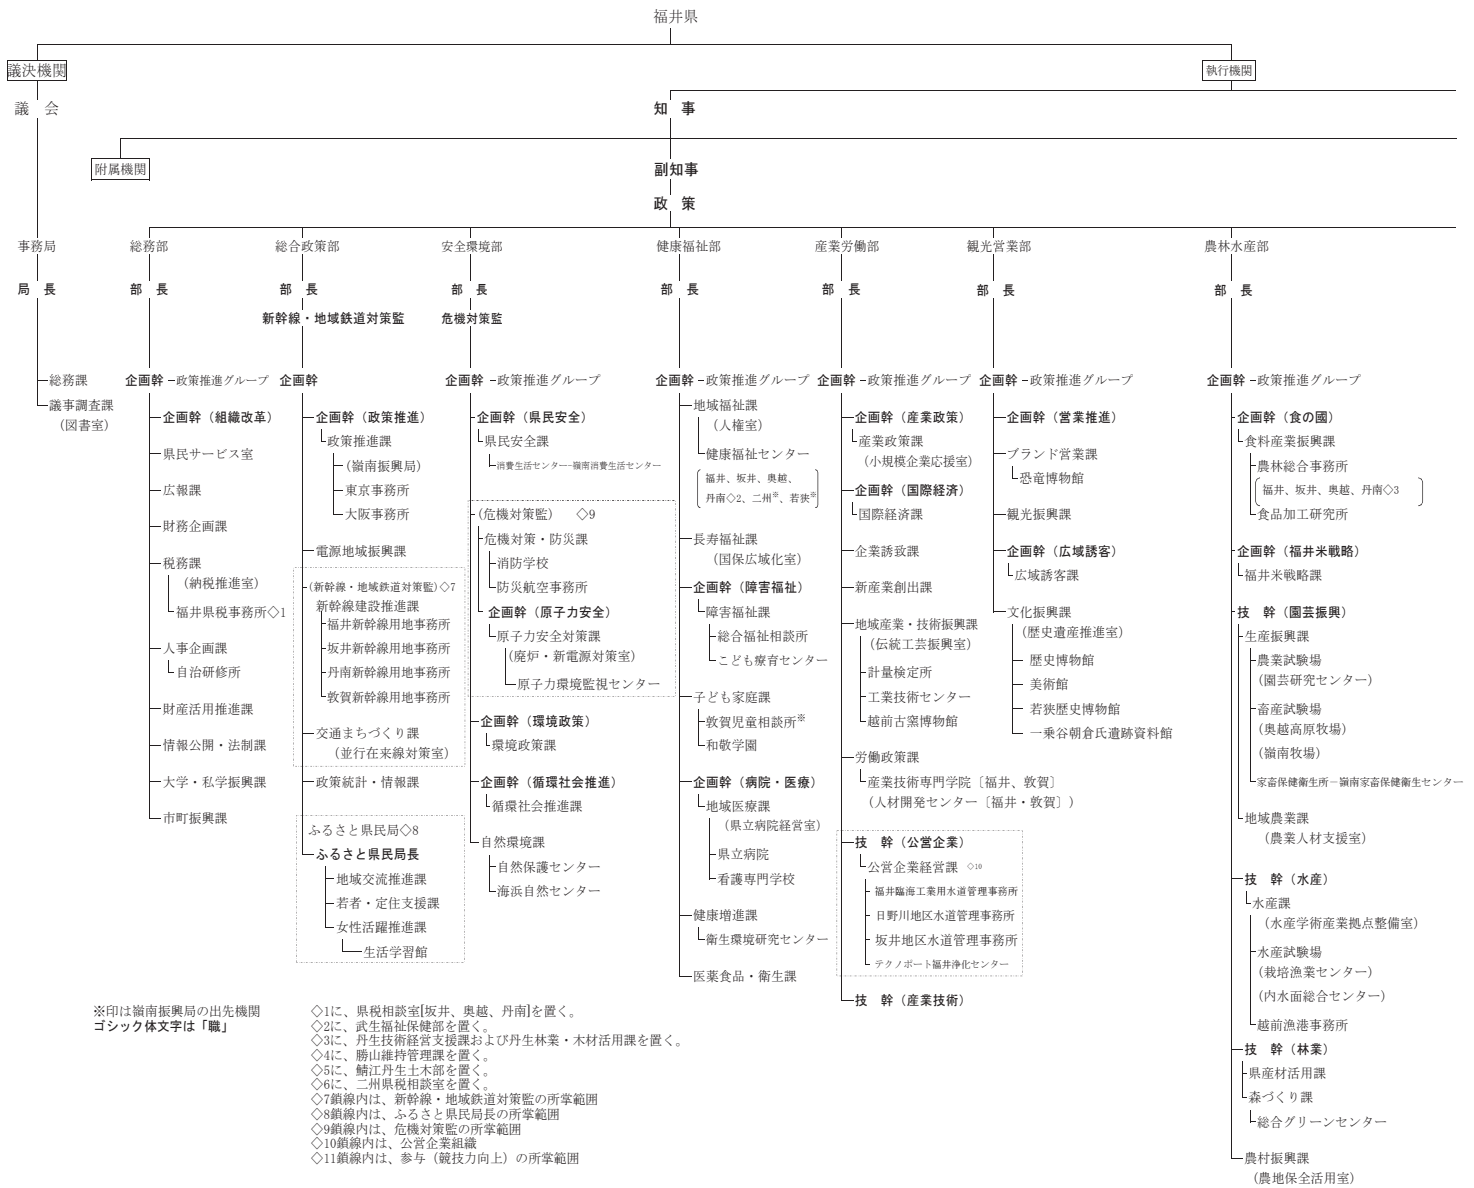 福井県
議決機関
執行機関
議　会
知　事
附属機関
副知事
政　策
事務局
総務部
総合政策部
安全環境部
健康福祉部
産業労働部
観光営業部
農林水産部
局　長
部　長
部　長
部　長
部　長
部　長
部　長
部　長
新幹線・地域鉄道対策監
危機対策監
総務課
議事調査課
(図書室)
企画幹 -政策推進グループ
企画幹（組織改革）
県民サービス室
広報課
財務企画課
税務課
(納税推進室)
福井県税事務所◇1
人事企画課
自治研修所
財産活用推進課
情報公開・法制課
大学・私学振興課
市町振興課
企画幹
企画幹（政策推進）
政策推進課
(嶺南振興局)
東京事務所
大阪事務所
電源地域振興課
(新幹線・地域鉄道対策監)◇7
新幹線建設推進課
福井新幹線用地事務所
坂井新幹線用地事務所
丹南新幹線用地事務所
敦賀新幹線用地事務所
交通まちづくり課
(並行在来線対策室)
政策統計・情報課
ふるさと県民局◇8
ふるさと県民局長
地域交流推進課
若者・定住支援課
女性活躍推進課
生活学習館
企画幹 -政策推進グループ
企画幹（県民安全）
県民安全課
消費生活センター--嶺南消費生活センター
(危機対策監)　◇9
危機対策・防災課
消防学校
防災航空事務所
企画幹（原子力安全）
原子力安全対策課
(廃炉・新電源対策室)
原子力環境監視センター
企画幹（環境政策）
環境政策課
企画幹（循環社会推進）
循環社会推進課
自然環境課
自然保護センター
海浜自然センター
企画幹 -政策推進グループ
地域福祉課
(人権室)
健康福祉センター
福井、坂井、奥越、
丹南◇2、二州※、若狭※
長寿福祉課
(国保広域化室)
企画幹（障害福祉）
障害福祉課
総合福祉相談所
こども療育センター
子ども家庭課
敦賀児童相談所※
和敬学園
企画幹（病院・医療）
地域医療課
(県立病院経営室)
県立病院
看護専門学校
健康増進課
衛生環境研究センター
医薬食品・衛生課
企画幹 -政策推進グループ
企画幹（産業政策）
産業政策課
(小規模企業応援室)
企画幹（国際経済）
国際経済課
企業誘致課
新産業創出課
地域産業・技術振興課
(伝統工芸振興室)
計量検定所
工業技術センター
越前古窯博物館
労働政策課
産業技術専門学院〔福井、敦賀〕
(人材開発センター〔福井・敦賀〕)
技　幹（公営企業）
公営企業経営課　◇10
福井臨海工業用水道管理事務所
日野川地区水道管理事務所
坂井地区水道管理事務所
テクノポート福井浄化センター
技　幹（産業技術）
企画幹 -政策推進グループ
企画幹（営業推進）
ブランド営業課
恐竜博物館
観光振興課
企画幹（広域誘客）
広域誘客課
文化振興課
(歴史遺産推進室)
歴史博物館
美術館
若狭歴史博物館
一乗谷朝倉氏遺跡資料館
企画幹 -政策推進グループ
企画幹（食の國）
食料産業振興課
農林総合事務所
福井、坂井、奥越、丹南◇3
食品加工研究所
企画幹（福井米戦略）
福井米戦略課
技　幹（園芸振興）
生産振興課
農業試験場
(園芸研究センター)
畜産試験場
(奥越高原牧場)
(嶺南牧場)
家畜保健衛生所－嶺南家畜保健衛生センター
地域農業課
(農業人材支援室)
技　幹（水産）
水産課
(水産学術産業拠点整備室)
水産試験場
(栽培漁業センター)
(内水面総合センター)
越前漁港事務所
技　幹（林業）
県産材活用課
森づくり課
総合グリーンセンター
農村振興課
(農地保全活用室)
※印は嶺南振興局の出先機関
ゴシック体文字は「職」
◇1に、県税相談室[坂井、奥越、丹南]を置く。
◇2に、武生福祉保健部を置く。
◇3に、丹生技術経営支援課および丹生林業・木材活用課を置く。
◇4に、勝山維持管理課を置く。
◇5に、鯖江丹生土木部を置く。
◇6に、二州県税相談室を置く。
◇7鎖線内は、新幹線・地域鉄道対策監の所掌範囲
◇8鎖線内は、ふるさと県民局長の所掌範囲
◇9鎖線内は、危機対策監の所掌範囲
◇10鎖線内は、公営企業組織
◇11鎖線内は、参与（競技力向上）の所掌範囲